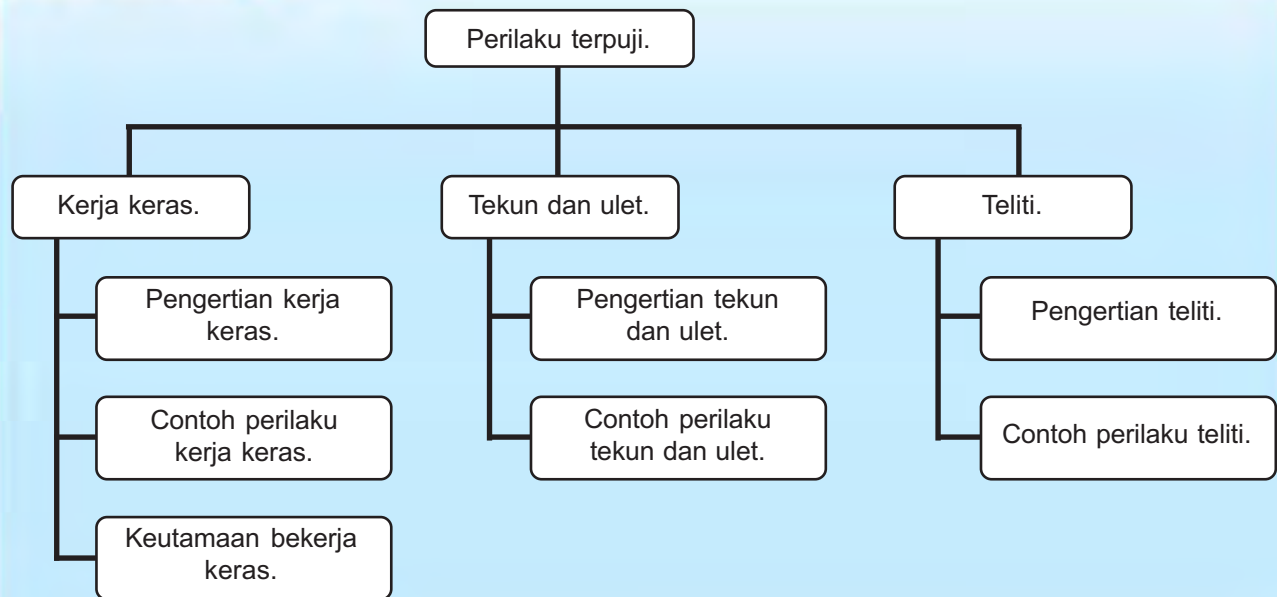 Perilaku terpuji.
Kerja keras.
Tekun dan ulet.
Teliti.
Pengertian kerja
keras.
Contoh perilaku
kerja keras.
Keutamaan bekerja
keras.
Pengertian tekun
dan ulet.
Contoh perilaku
tekun dan ulet.
Pengertian teliti.
Contoh perilaku teliti.